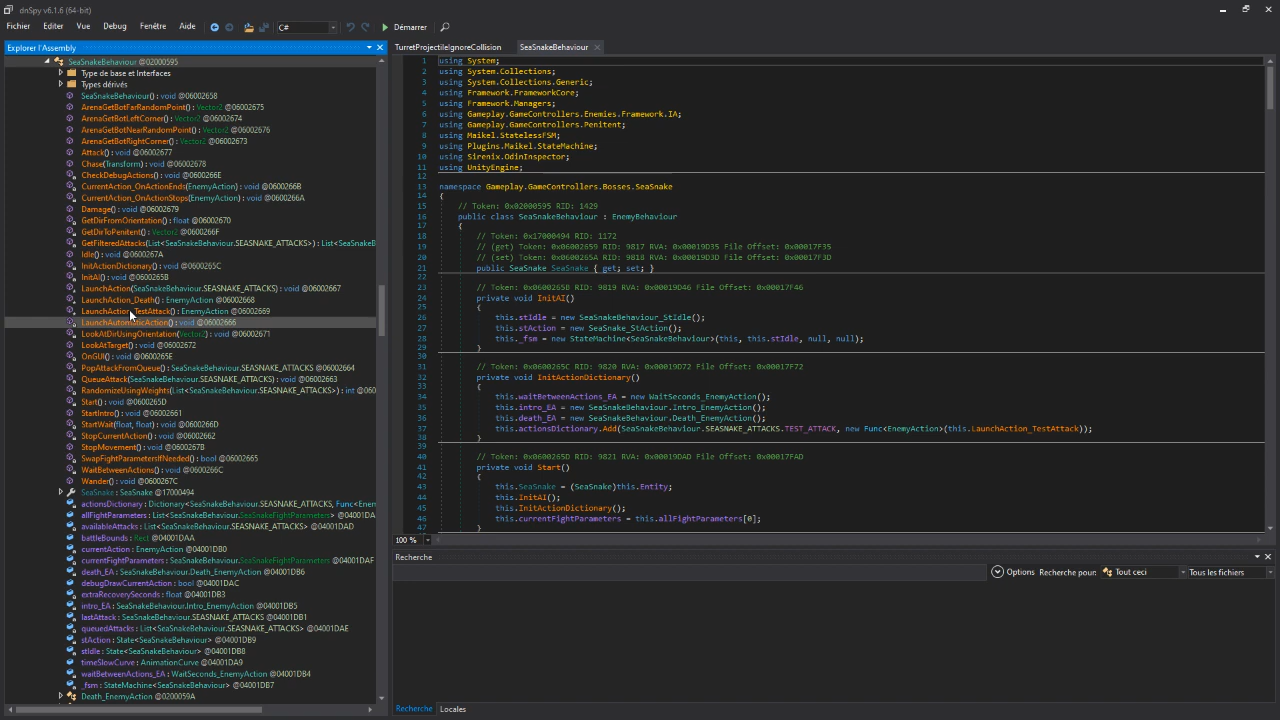 dnSpy v6.1.6 (64-bit)
Fichier Editer Vue Debug Fenêtre Aide C# Démarrer
Explorer l'Assembly
SeaSnakeBehaviour @02000595
Type de base et Interfaces
Types dérivés
SeaSnakeBehaviour() : void @06002658
ArenaGetBotFarRandomPoint() : Vector2 @06002675
ArenaGetBotLeftCorner() : Vector2 @06002674
ArenaGetBotNearRandomPoint() : Vector2 @06002676
ArenaGetBotRightCorner() : Vector2 @06002673
Attack() : void @06002677
Chase(Transform) : void @06002678
CheckDebugActions() : void @0600266E
CurrentAction_OnActionEnds(EnemyAction) : void @0600266B
CurrentAction_OnActionStops(EnemyAction) : void @0600266A
Damage() : void @06002679
GetDirFromOrientation() : float @06002670
GetDirToPenitent() : void @0600266F
GetFilteredAttacks(List<SeaSnakeBehaviour.SEASNAKE_ATTACKS>) : List<SeaSnakeB
Idle() : void @0600267A
InitActionDictionary() : void @0600265C
InitAI() : void @0600265B
LaunchAction(SeaSnakeBehaviour.SEASNAKE_ATTACKS) : void @06002667
LaunchAction_Death() : EnemyAction @06002668
LaunchAction_TestAttack() : EnemyAction @06002669
LaunchAutomaticAction() : void @06002666
LookAtDirUsingOrientation(Vector2) : void @06002671
LookAtTarget() : void @06002672
OnGUI() : void @0600265E
PopAttackFromQueue() : SeaSnakeBehaviour.SEASNAKE_ATTACKS @06002664
QueueAttack(SeaSnakeBehaviour.SEASNAKE_ATTACKS) : void @06002663
RandomizeUsingWeights(List<SeaSnakeBehaviour.SEASNAKE_ATTACKS>) : int @060
Start() : void @0600265D
StartIntro() : void @06002661
StartWait(float, float) : void @0600266D
StopCurrentAction() : void @06002662
StopMovement() : void @0600267B
SwapFightParametersIfNeeded() : bool @06002665
WaitBetweenActions() : void @0600266C
Wander() : void @0600267C
SeaSnake : SeaSnake @17000494
actionsDictionary : Dictionary<SeaSnakeBehaviour.SEASNAKE_ATTACKS, Func<Enem
allFightParameters : List<SeaSnakeBehaviour.SeaSnakeFightParameters> @04001DA
availableAttacks : List<SeaSnakeBehaviour.SEASNAKE_ATTACKS> @04001DAD
battleBounds : Rect @04001DAA
currentAction : EnemyAction @04001DB0
currentFightParameters : SeaSnakeBehaviour.SeaSnakeFightParameters @04001DAF
death_EA : SeaSnakeBehaviour.Death_EnemyAction @04001DB6
debugDrawCurrentAction : bool @04001DAC
extraRecoverySeconds : float @04001DB3
intro_EA : SeaSnakeBehaviour.Intro_EnemyAction @04001DB5
lastAttack : SeaSnakeBehaviour.SEASNAKE_ATTACKS @04001DB1
queuedAttacks : List<SeaSnakeBehaviour.SEASNAKE_ATTACKS> @04001DAE
stAction : State<SeaSnakeBehaviour> @04001DB9
stIdle : State<SeaSnakeBehaviour> @04001DB8
timeSlowCurve : AnimationCurve @04001DA9
waitBetweenActions_EA : WaitSeconds_EnemyAction @04001DB4
_fsm : StateMachine<SeaSnakeBehaviour> @04001DB7
Death_EnemyAction @0200059A
TurretProjectileIgnoreCollision SeaSnakeBehaviour
1 using System;
2 using System.Collections;
3 using System.Collections.Generic;
4 using Framework.FrameworkCore;
5 using Framework.Managers;
6 using Gameplay.GameControllers.Enemies.Framework.IA;
7 using Gameplay.GameControllers.Penitent;
8 using Maikel.StatelessFSM;
9 using Plugins.Maikel.StateMachine;
10 using Sirenix.OdinInspector;
11 using UnityEngine;
12
13 namespace Gameplay.GameControllers.Bosses.SeaSnake
14 {
15 // Token: 0x02000595 RID: 1429
16 public class SeaSnakeBehaviour : EnemyBehaviour
17 {
18 // Token: 0x17000494 RID: 1172
19 // (get) Token: 0x06002659 RID: 9817 RVA: 0x00019D35 File Offset: 0x00017F35
20 // (set) Token: 0x0600265A RID: 9818 RVA: 0x00019D3D File Offset: 0x00017F3D
21 public SeaSnake SeaSnake { get; set; }
22
23 // Token: 0x0600265B RID: 9819 RVA: 0x00019D46 File Offset: 0x00017F46
24 private void InitAI()
25 {
26 this.stIdle = new SeaSnakeBehaviour_StIdle();
27 this.stAction = new SeaSnake_StAction();
28 this._fsm = new StateMachine<SeaSnakeBehaviour>(this, this.stIdle, null, null);
29 }
30
31 // Token: 0x0600265C RID: 9820 RVA: 0x00019D72 File Offset: 0x00017F72
32 private void InitActionDictionary()
33 {
34 this.waitBetweenActions_EA = new WaitSeconds_EnemyAction();
35 this.intro_EA = new SeaSnakeBehaviour.Intro_EnemyAction();
36 this.death_EA = new SeaSnakeBehaviour.Death_EnemyAction();
37 this.actionsDictionary.Add(SeaSnakeBehaviour.SEASNAKE_ATTACKS.TEST_ATTACK, new Func<EnemyAction>(this.LaunchAction_TestAttack));
38 }
39
40 // Token: 0x0600265D RID: 9821 RVA: 0x00019DAD File Offset: 0x00017FAD
41 private void Start()
42 {
43 this.SeaSnake = (SeaSnake)this.Entity;
44 this.InitAI();
45 this.InitActionDictionary();
46 this.currentFightParameters = this.allFightParameters[0];
47 }
100 %
Recherche
Options Recherche pour: Tout ceci Tous les fichiers
Recherche Locales